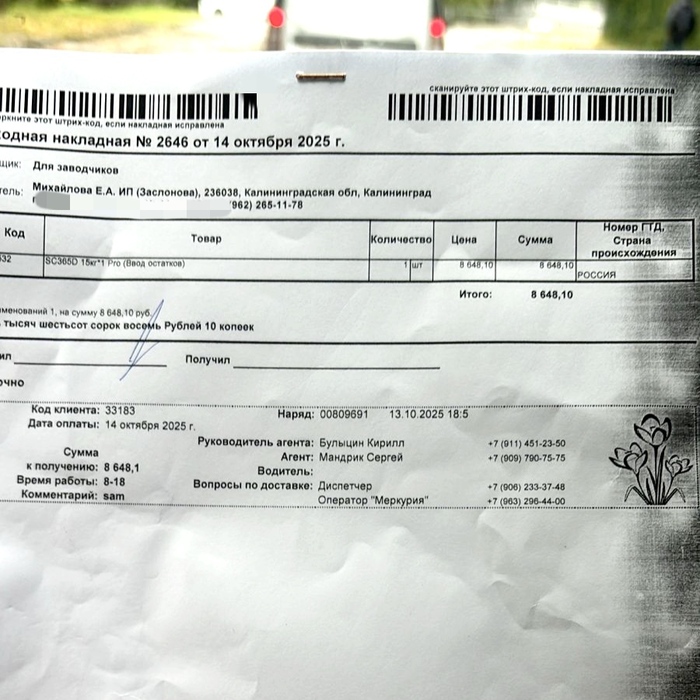 сканируйте этот штрих-код, если накладная исправлена
ркните этот штрих-код, если накладная исправлена
одная накладная № 2646 от 14 октября 2025 г.
щик: Для заводчиков
тель: Михайлова Е.А. ИП (Заслонова), 236038, Калининградская обл, Калининград
962) 265-11-78
Код Товар Количество Цена Сумма Номер ГТД, Страна происхождения
632 SC365D 15кг*1 Pro (Ввод остатков) 1 шт 8 648,10 8 648,10 РОССИЯ
Итого: 8 648,10
менований 1, на сумму 8 648,10 руб.
тысяч шестьсот сорок восемь Рублей 10 копеек
ил Получил
очно
Код клиента: 33183 Наряд: 00809691 13.10.2025 18:5
Дата оплаты: 14 октября 2025 г.
Руководитель агента: Булыцин Кирилл +7 (911) 451-23-50
Сумма к получению: 8 648,1 Агент: Мандрик Сергей +7 (909) 790-75-75
Водитель:
Время работы: 8-18 Вопросы по доставке: Диспетчер +7 (906) 233-37-48
Комментарий: sam Оператор "Меркурия" +7 (963) 296-44-00